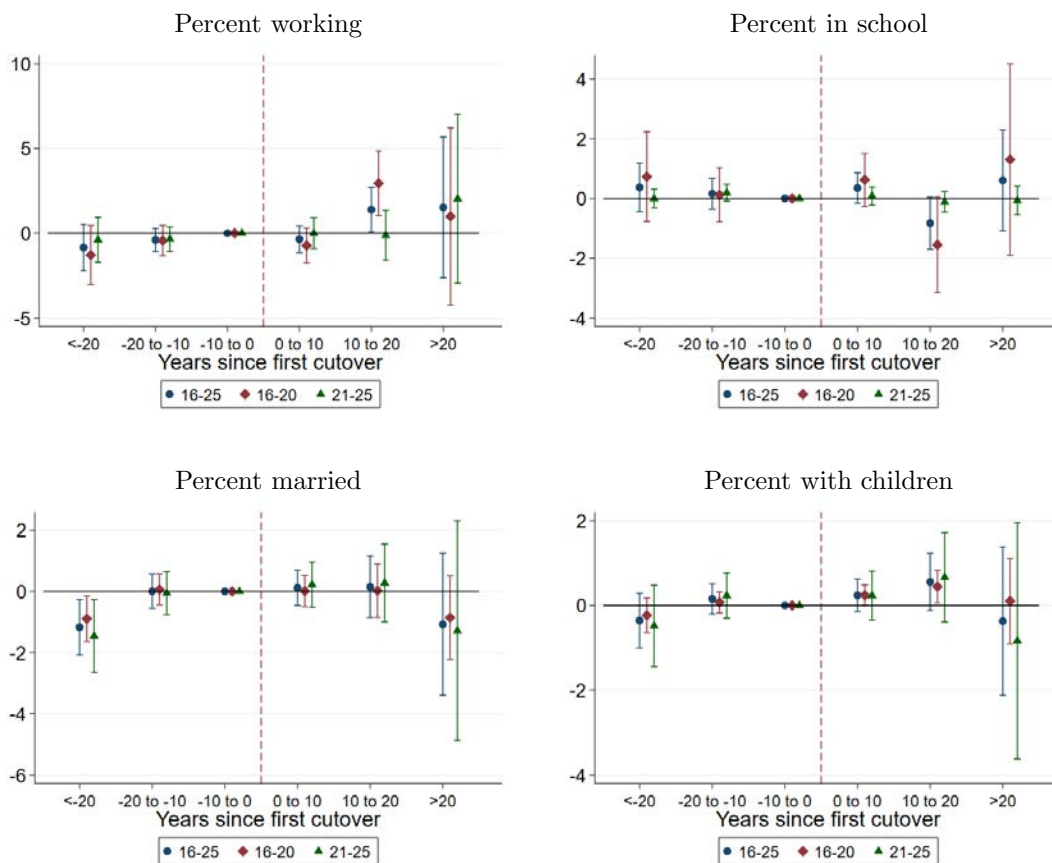 Percent working
10
5
0
-5
<-20 -20 to -10 -10 to 0 0 to 10 10 to 20 >20
Years since first cutover
16-25 16-20 21-25
Percent in school
4
2
0
-2
-4
<-20 -20 to -10 -10 to 0 0 to 10 10 to 20 >20
Years since first cutover
16-25 16-20 21-25
Percent married
2
0
-2
-4
-6
<-20 -20 to -10 -10 to 0 0 to 10 10 to 20 >20
Years since first cutover
16-25 16-20 21-25
Percent with children
2
0
-2
-4
<-20 -20 to -10 -10 to 0 0 to 10 10 to 20 >20
Years since first cutover
16-25 16-20 21-25